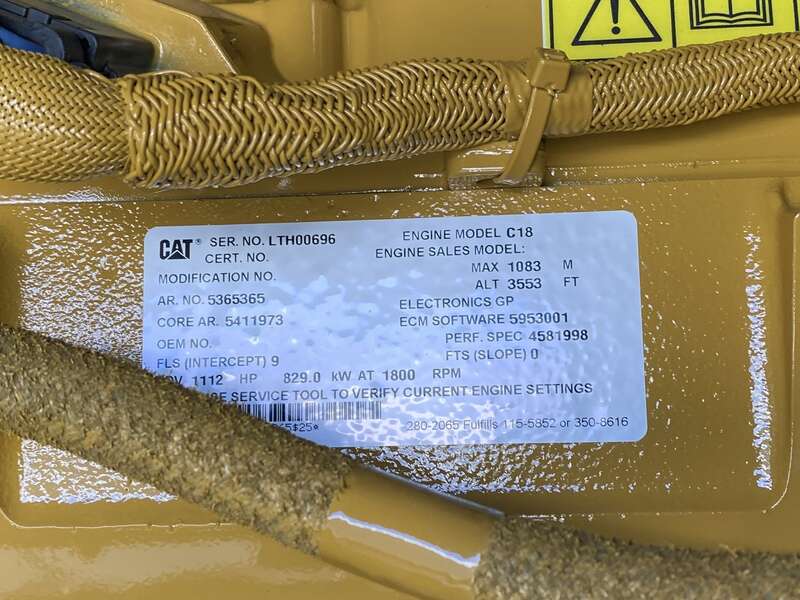 CAT® SER. NO. LTH00696 ENGINE MODEL C18
CERT. NO. ENGINE SALES MODEL:
MODIFICATION NO. MAX 1083 M
ALT 3553 FT
AR. NO. 5365365 ELECTRONICS GP
CORE AR. 5411973 ECM SOFTWARE 5953001
OEM NO. PERF. SPEC 4581998
FLS (INTERCEPT) 9 FTS (SLOPE) 0
1112 HP 829.0 kW AT 1800 RPM
SERVICE TOOL TO VERIFY CURRENT ENGINE SETTINGS
280-2065 Fulfills 115-5852 or 350-8616